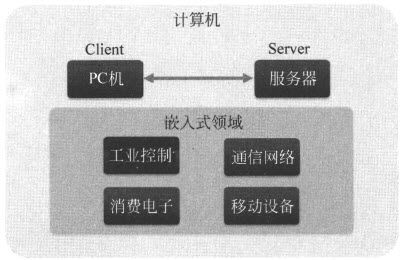 计算机
Client Server
PC机 服务器
嵌入式领域
工业控制 通信网络
消费电子 移动设备